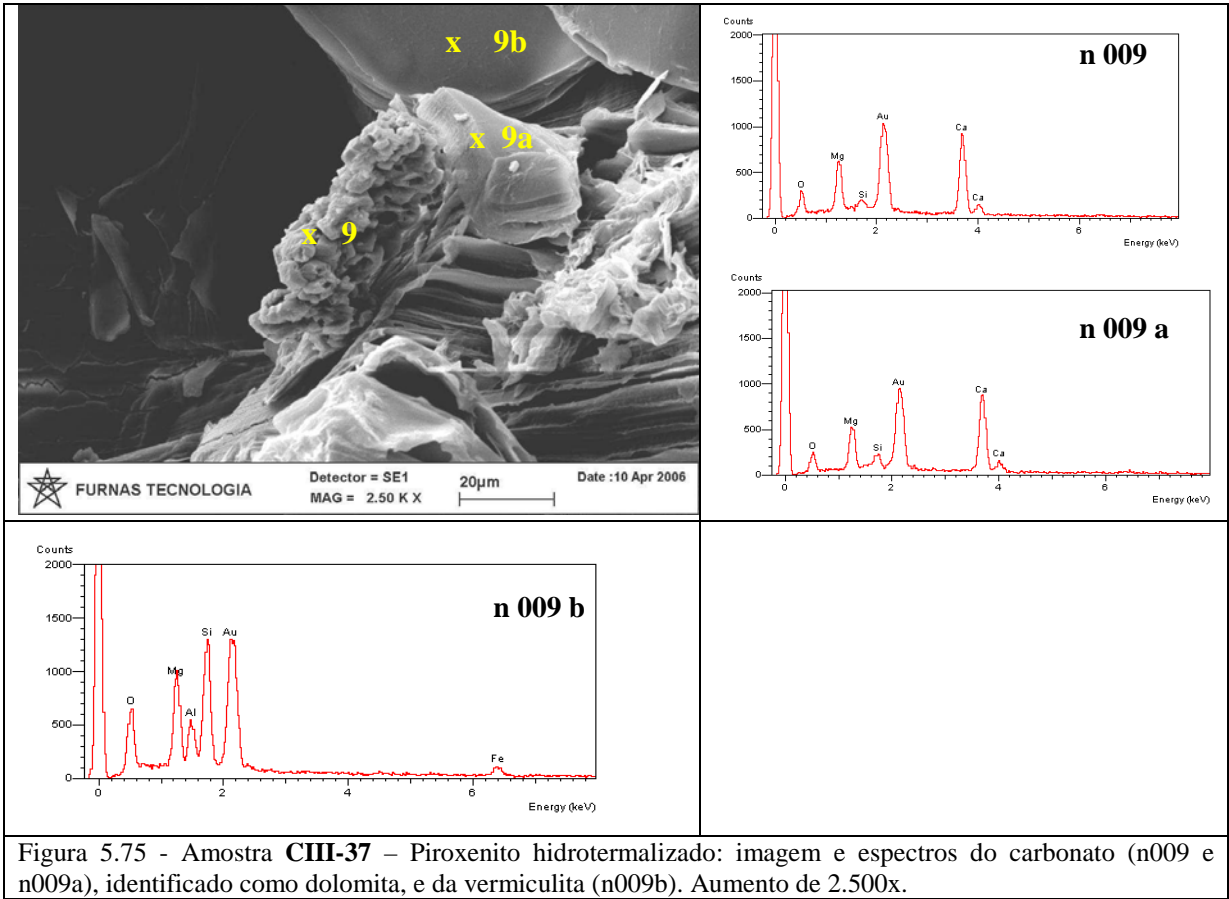 x 9b
x 9a
x 9
FURNAS TECNOLOGIA
Detector = SE1
MAG = 2.50 K X
20µm
Date :10 Apr 2006
Counts
n 009
2000
1500
1000
500
0
O
Mg
Si
Au
Ca
Ca
0 2 4 6
Energy (keV)
Counts
n 009 a
2000
1500
1000
500
0
O
Mg
Si
Au
Ca
Ca
0 2 4 6
Energy (keV)
Counts
n 009 b
2000
1500
1000
500
0
O
Mg
Al
Si
Au
Fe
0 2 4 6
Energy (keV)
Figura 5.75 - Amostra CIII-37 – Piroxenito hidrotermalizado: imagem e espectros do carbonato (n009 e
n009a), identificado como dolomita, e da vermiculita (n009b). Aumento de 2.500x.